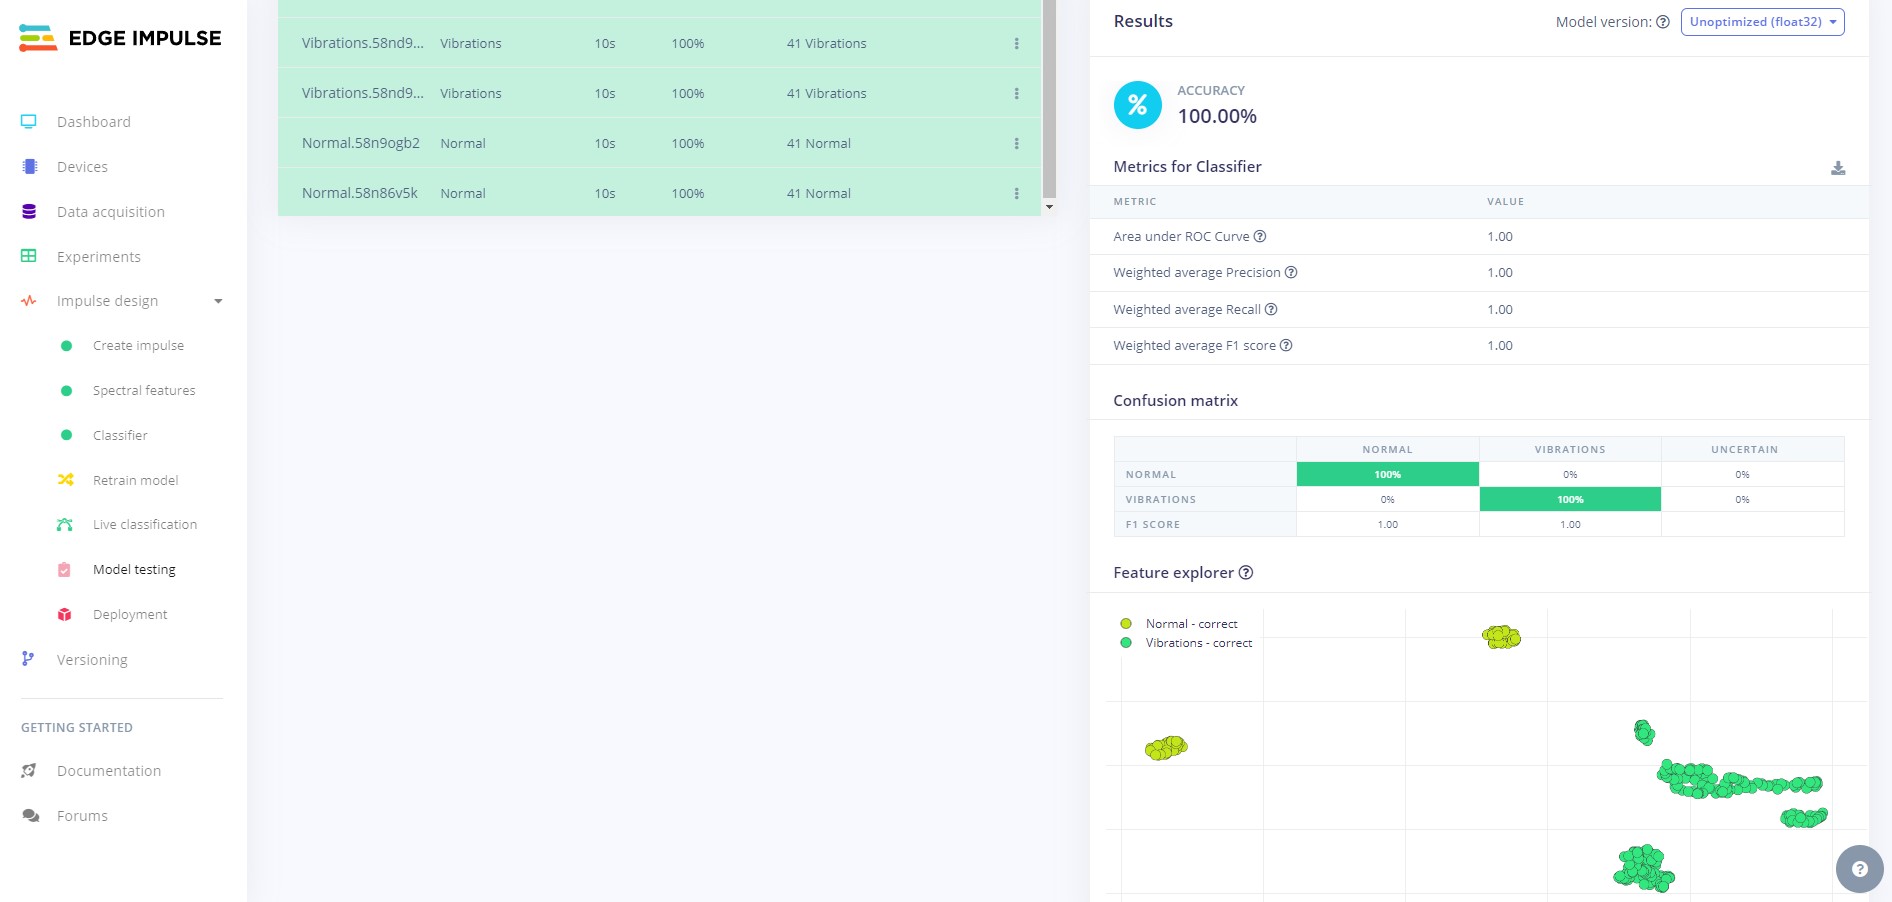 EDGE IMPULSE
Dashboard
Devices
Data acquisition
Experiments
Impulse design
Create impulse
Spectral features
Classifier
Retrain model
Live classification
Model testing
Deployment
Versioning
GETTING STARTED
Documentation
Forums
Vibrations.58nd9... Vibrations 10s 100% 41 Vibrations
Vibrations.58nd9... Vibrations 10s 100% 41 Vibrations
Normal.58n9ogb2 Normal 10s 100% 41 Normal
Normal.58n86v5k Normal 10s 100% 41 Normal
Results Model version: ? Unoptimized (float32)
% ACCURACY
100.00%
Metrics for Classifier
METRIC VALUE
Area under ROC Curve ? 1.00
Weighted average Precision ? 1.00
Weighted average Recall ? 1.00
Weighted average F1 score ? 1.00
Confusion matrix
NORMAL VIBRATIONS UNCERTAIN
NORMAL 100% 0% 0%
VIBRATIONS 0% 100% 0%
F1 SCORE 1.00 1.00
Feature explorer ?
Normal - correct
Vibrations - correct
?